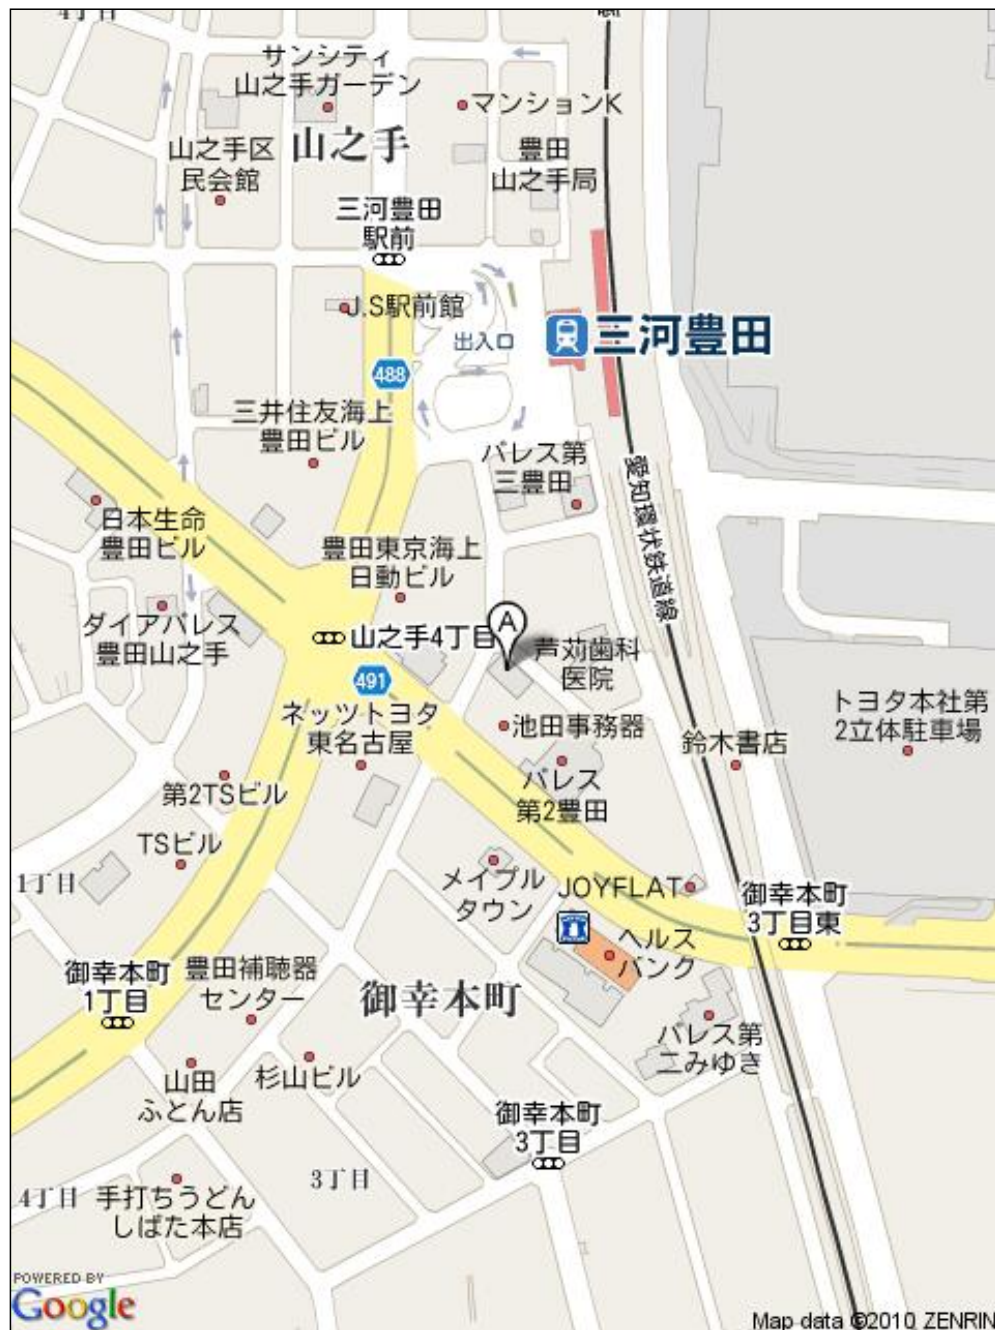 4丁目
サンシティ
山之手ガーデン
マンションK
山之手区
民会館
山之手
豊田
山之手局
三河豊田
駅前
J.S駅前館
出入口
三河豊田
488
三井住友海上
豊田ビル
パレス第
三豊田
愛知環状鉄道線
日本生命
豊田ビル
豊田東京海上
日動ビル
ダイアパレス
豊田山之手
山之手4丁目
A
芦苅歯科
医院
491
ネッツトヨタ
東名古屋
池田事務器
鈴木書店
トヨタ本社第
2立体駐車場
第2TSビル
パレス
第2豊田
TSビル
1丁目
メイプル
タウン
JOYFLAT
御幸本町
3丁目東
ヘルス
バンク
御幸本町
1丁目
豊田補聴器
センター
御幸本町
パレス第
二みゆき
山田
ふとん店
杉山ビル
御幸本町
3丁目
3丁目
4丁目
手打ちうどん
しばた本店
POWERED BY
Google
Map data ©2010 ZENRIN